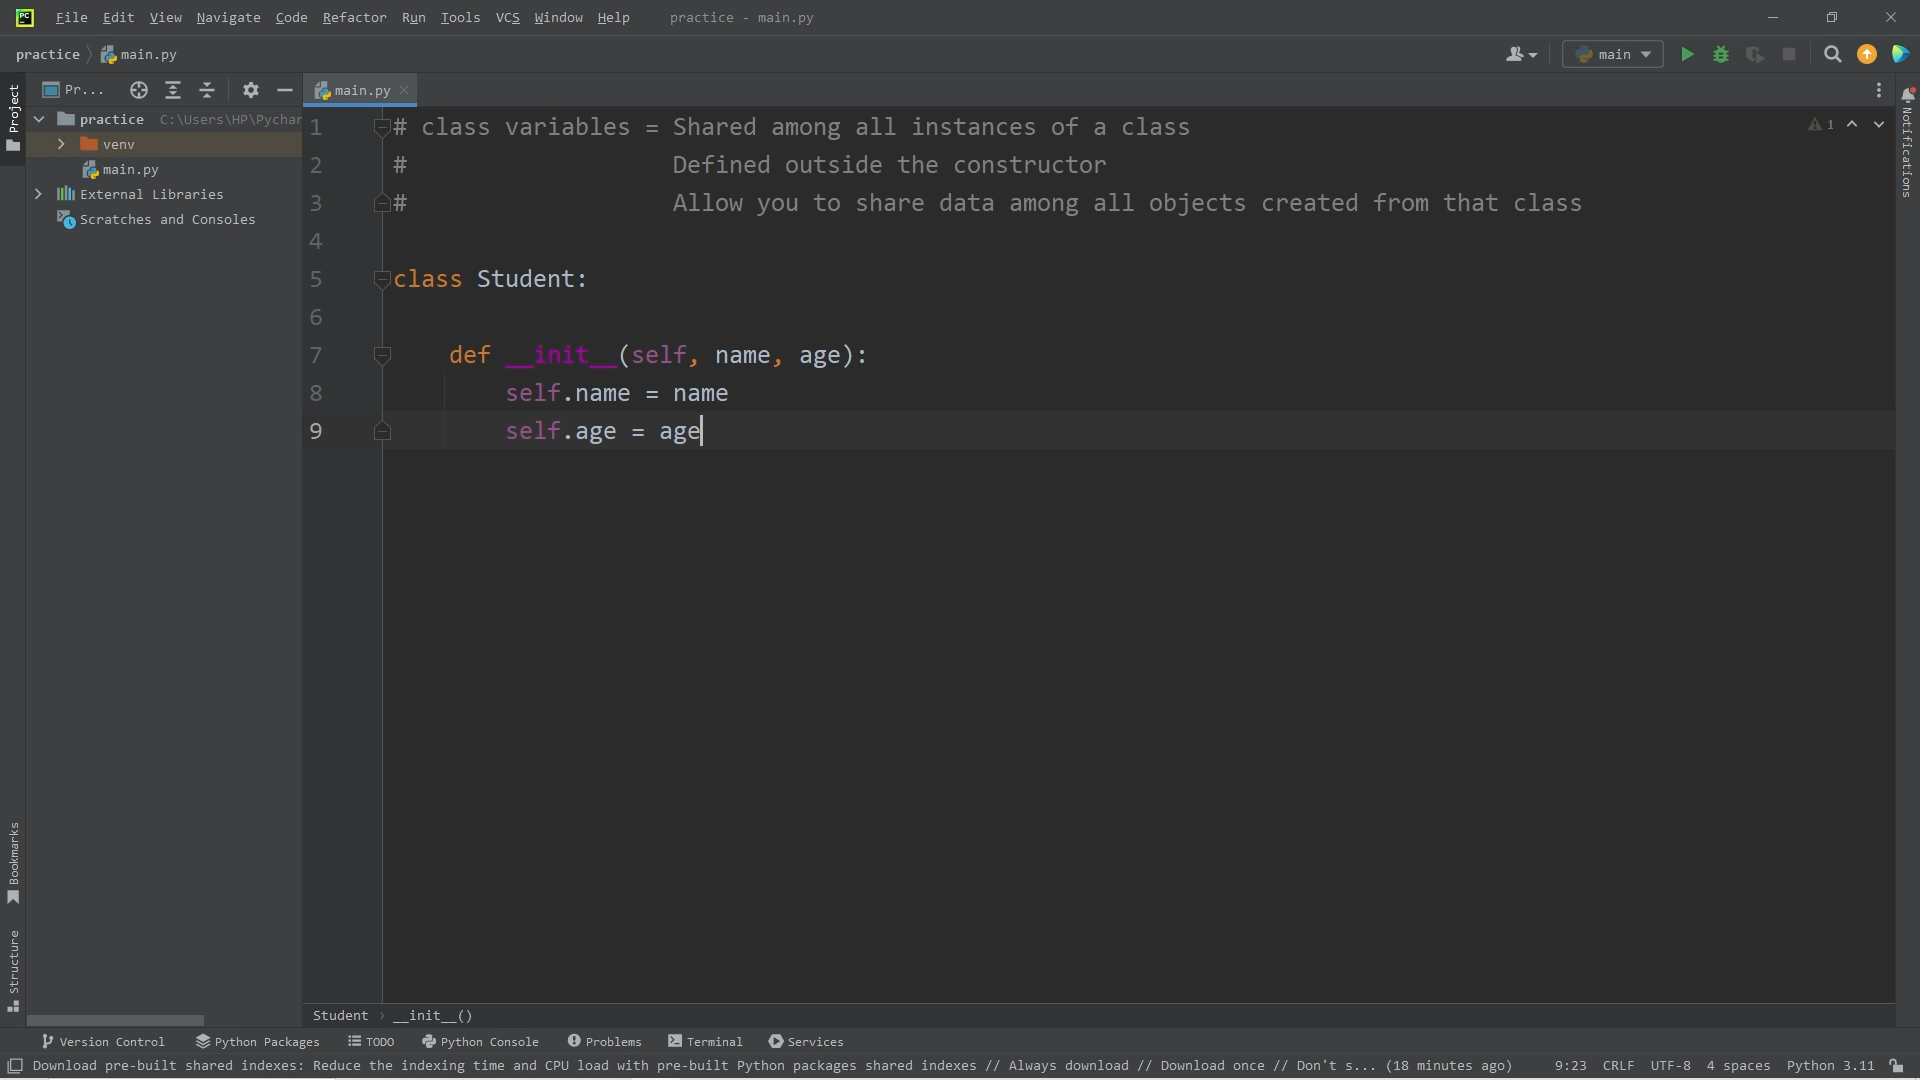 PC
File Edit View Navigate Code Refactor Run Tools VCS Window Help practice - main.py
practice main.py main
Project Pr... main.py Notifications
practice C:\Users\HP\Pychar
venv
main.py
External Libraries
Scratches and Consoles
1 # class variables = Shared among all instances of a class 1
2 # Defined outside the constructor
3 # Allow you to share data among all objects created from that class
4
5 class Student:
6
7 def __init__(self, name, age):
8 self.name = name
9 self.age = age
Bookmarks
Structure
Student › __init__()
Version Control Python Packages TODO Python Console Problems Terminal Services
Download pre-built shared indexes: Reduce the indexing time and CPU load with pre-built Python packages shared indexes // Always download // Download once // Don't s... (18 minutes ago) 9:23 CRLF UTF-8 4 spaces Python 3.11